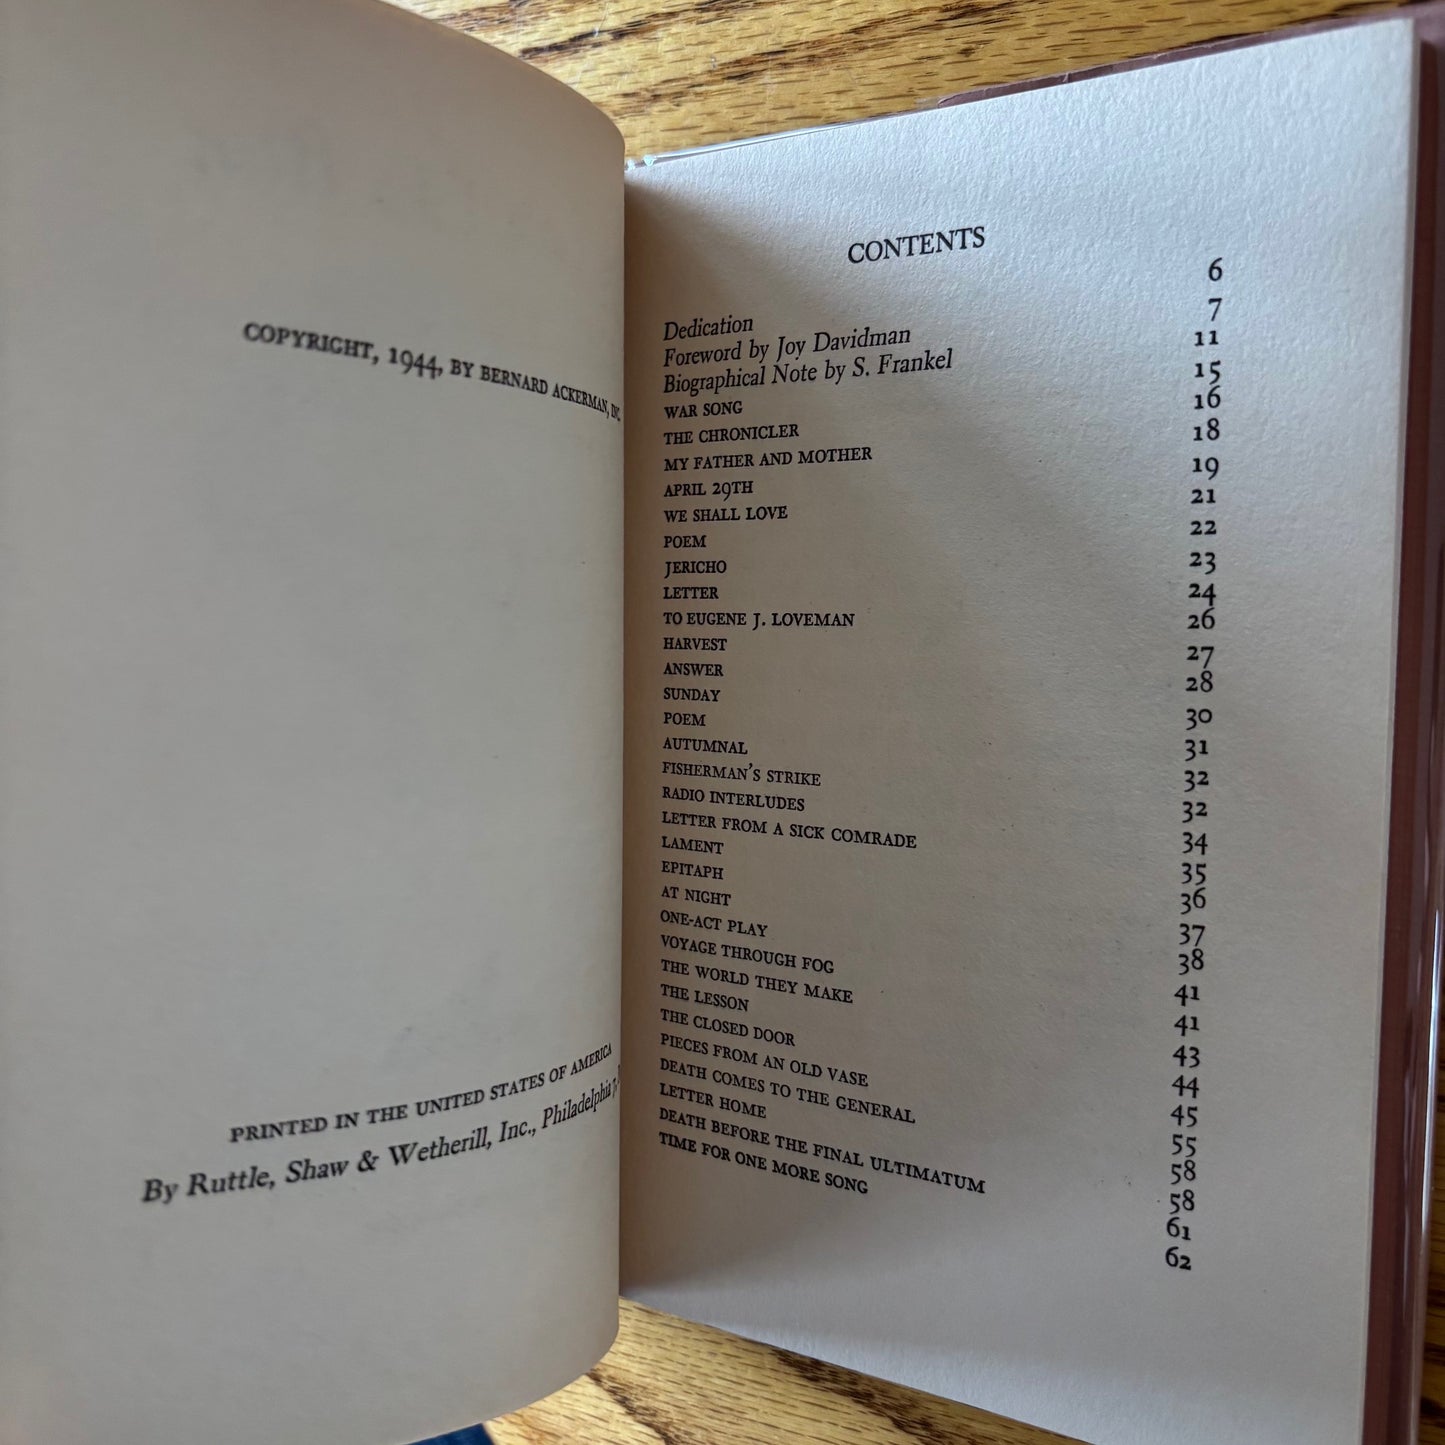 COPYRIGHT, 1944, BY BERNARD ACKERMAN, INC.
PRINTED IN THE UNITED STATES OF AMERICA
By Ruttle, Shaw & Wetherill, Inc., Philadelphia 7,
CONTENTS
Dedication 6
Foreword by Joy Davidman 7
Biographical Note by S. Frankel 11
WAR SONG 15
THE CHRONICLER 16
MY FATHER AND MOTHER 18
APRIL 29TH 19
WE SHALL LOVE 21
POEM 22
JERICHO 23
LETTER 24
TO EUGENE J. LOVEMAN 26
HARVEST 27
ANSWER 28
SUNDAY 30
POEM 31
AUTUMNAL 32
FISHERMAN'S STRIKE 32
RADIO INTERLUDES 34
LETTER FROM A SICK COMRADE 35
LAMENT 36
EPITAPH 37
AT NIGHT 38
ONE-ACT PLAY 41
VOYAGE THROUGH FOG 41
THE WORLD THEY MAKE 43
THE LESSON 44
THE CLOSED DOOR 45
PIECES FROM AN OLD VASE 55
DEATH COMES TO THE GENERAL 58
LETTER HOME 58
DEATH BEFORE THE FINAL ULTIMATUM 61
TIME FOR ONE MORE SONG 62